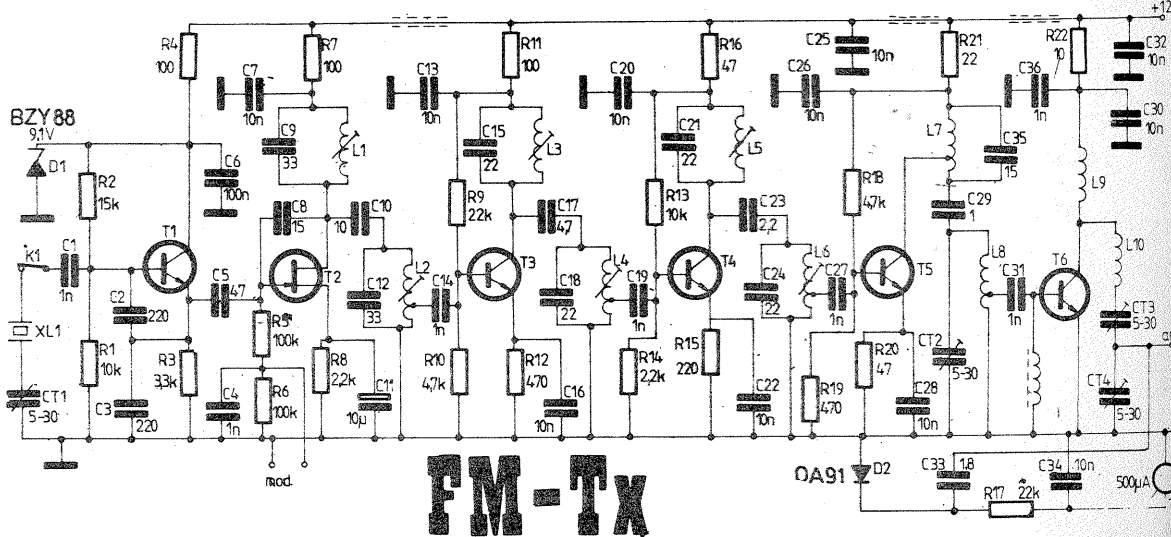 +12
R4
100
R7
100
R11
100
R16
47
C25
10n
R21
22
R22
10
C32
10n
C7
10n
C13
10n
C20
10n
C26
10n
C36
1n
C30
10n
BZY88
9,1V
D1
C9
33
L1
C15
22
L3
C21
22
L5
L7
C35
15
L9
R2
15k
C6
100n
C8
15
C10
10
R9
22k
C17
4,7
R13
10k
C23
2,2
R18
4,7k
C29
1
L10
K1
C1
1n
T1
T2
L2
C14
1n
T3
L4
C19
1n
T4
L6
C27
1n
T5
L8
C31
1n
T6
C2
220
C5
47
C12
33
C18
22
C24
22
CT3
5-30
XL1
R5
100k
R1
10k
R3
3,3k
R8
2,2k
C11
10µ
R10
4,7k
R12
470
R14
2,2k
R15
220
R20
47
CT2
5-30
CT4
5-30
CT1
5-30
C3
220
C4
1n
R6
100k
C16
10n
C22
10n
R19
470
C28
10n
mod.
FM-Tx
OA91
D2
C33
1,8
R17
22k
C34
10n
500µA